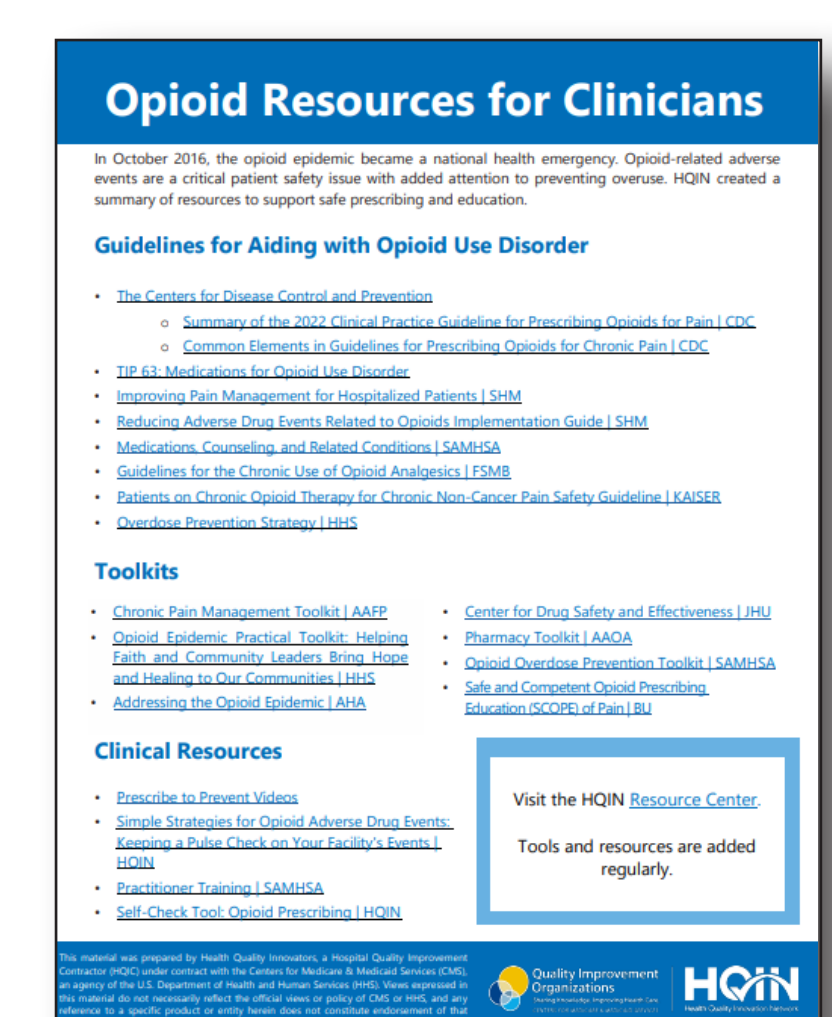 Opioid Resources for Clinicians
In October 2016, the opioid epidemic became a national health emergency. Opioid-related adverse
events are a critical patient safety issue with added attention to preventing overuse. HQIN created a
summary of resources to support safe prescribing and education.
Guidelines for Aiding with Opioid Use Disorder
• The Centers for Disease Control and Prevention
o Summary of the 2022 Clinical Practice Guideline for Prescribing Opioids for Pain | CDC
o Common Elements in Guidelines for Prescribing Opioids for Chronic Pain | CDC
• TIP 63: Medications for Opioid Use Disorder
• Improving Pain Management for Hospitalized Patients | SHM
• Reducing Adverse Drug Events Related to Opioids Implementation Guide | SHM
• Medications, Counseling, and Related Conditions | SAMHSA
• Guidelines for the Chronic Use of Opioid Analgesics | FSMB
• Patients on Chronic Opioid Therapy for Chronic Non-Cancer Pain Safety Guideline | KAISER
• Overdose Prevention Strategy | HHS
Toolkits
• Chronic Pain Management Toolkit | AAFP
• Opioid Epidemic Practical Toolkit: Helping
Faith and Community Leaders Bring Hope
and Healing to Our Communities | HHS
• Addressing the Opioid Epidemic | AHA
• Center for Drug Safety and Effectiveness | JHU
• Pharmacy Toolkit | AAOA
• Opioid Overdose Prevention Toolkit | SAMHSA
• Safe and Competent Opioid Prescribing
Education (SCOPE) of Pain | BU
Clinical Resources
• Prescribe to Prevent Videos
• Simple Strategies for Opioid Adverse Drug Events:
Keeping a Pulse Check on Your Facility's Events |
HQIN
• Practitioner Training | SAMHSA
• Self-Check Tool: Opioid Prescribing | HQIN
Visit the HQIN Resource Center.
Tools and resources are added
regularly.
This material was prepared by Health Quality Innovators, a Hospital Quality Improvement
Contractor (HQIC) under contract with the Centers for Medicare & Medicaid Services (CMS),
an agency of the U.S. Department of Health and Human Services (HHS). Views expressed in
this material do not necessarily reflect the official views or policy of CMS or HHS, and any
reference to a specific product or entity herein does not constitute endorsement of that
Quality Improvement
Organizations
Sharing Knowledge. Improving Health Care.
CENTERS FOR MEDICARE & MEDICAID SERVICES
HQIN
Health Quality Innovation Network